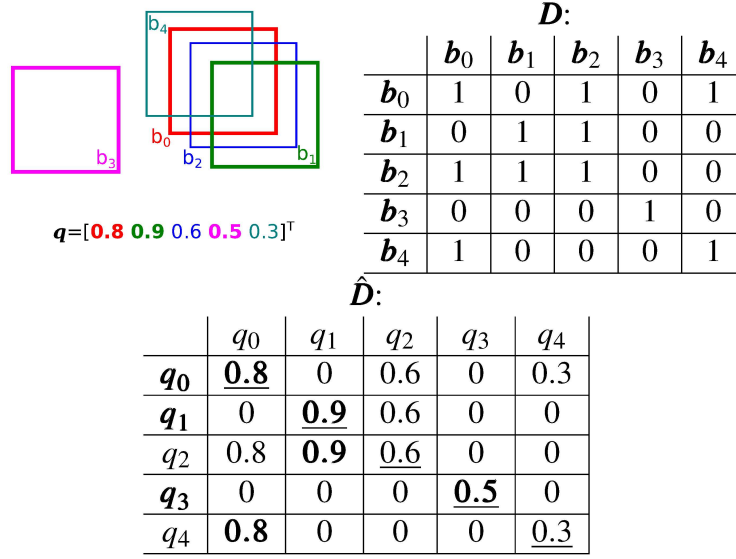 b₄
b₀
b₂
b₁
b₃
q=[0.8 0.9 0.6 0.5 0.3]ᵀ
D:
b₀ b₁ b₂ b₃ b₄
b₀ 1 0 1 0 1
b₁ 0 1 1 0 0
b₂ 1 1 1 0 0
b₃ 0 0 0 1 0
b₄ 1 0 0 0 1
D̂:
q₀ q₁ q₂ q₃ q₄
q₀ 0.8 0 0.6 0 0.3
q₁ 0 0.9 0.6 0 0
q₂ 0.8 0.9 0.6 0 0
q₃ 0 0 0 0.5 0
q₄ 0.8 0 0 0 0.3